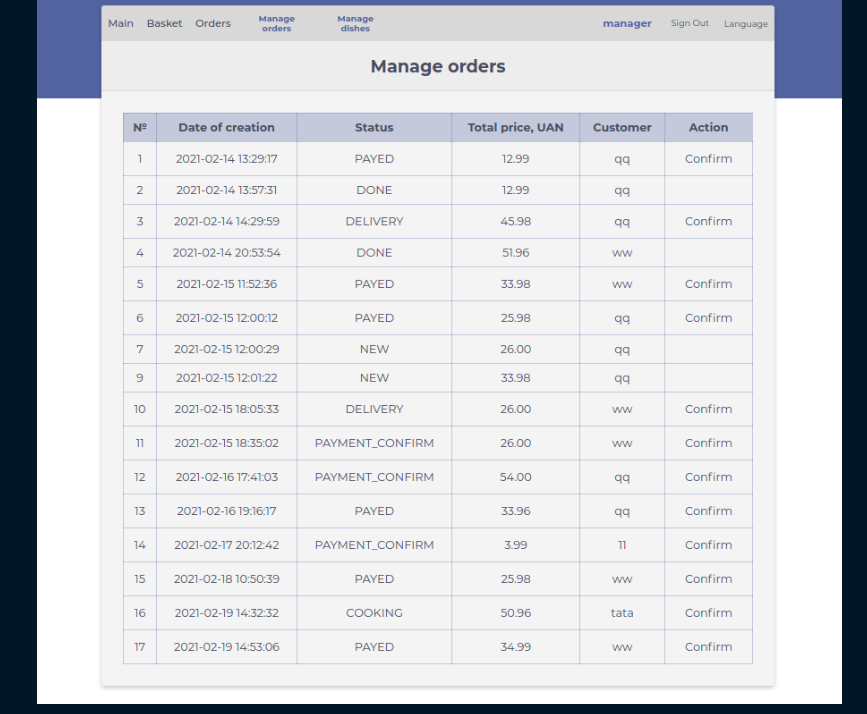 Main Basket Orders Manage orders Manage dishes manager Sign Out Language
Manage orders
Nº Date of creation Status Total price, UAN Customer Action
1 2021-02-14 13:29:17 PAYED 12.99 qq Confirm
2 2021-02-14 13:57:31 DONE 12.99 qq
3 2021-02-14 14:29:59 DELIVERY 45.98 qq Confirm
4 2021-02-14 20:53:54 DONE 51.96 ww
5 2021-02-15 11:52:36 PAYED 33.98 ww Confirm
6 2021-02-15 12:00:12 PAYED 25.98 qq Confirm
7 2021-02-15 12:00:29 NEW 26.00 qq
9 2021-02-15 12:01:22 NEW 33.98 qq
10 2021-02-15 18:05:33 DELIVERY 26.00 ww Confirm
11 2021-02-15 18:35:02 PAYMENT_CONFIRM 26.00 ww Confirm
12 2021-02-16 17:41:03 PAYMENT_CONFIRM 54.00 qq Confirm
13 2021-02-16 19:16:17 PAYED 33.96 qq Confirm
14 2021-02-17 20:12:42 PAYMENT_CONFIRM 3.99 11 Confirm
15 2021-02-18 10:50:39 PAYED 25.98 ww Confirm
16 2021-02-19 14:32:32 COOKING 50.96 tata Confirm
17 2021-02-19 14:53:06 PAYED 34.99 ww Confirm